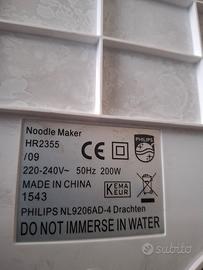 Noodle Maker
HR2355
/09
220-240V~ 50Hz 200W
MADE IN CHINA
1543
CE
KEMA
EUR
PHILIPS
PHILIPS NL9206AD-4 Drachten
DO NOT IMMERSE IN WATER
subito